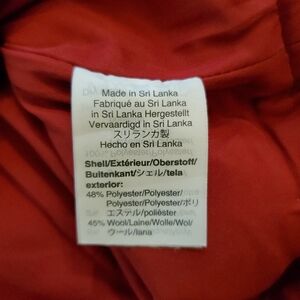 Made in Sri Lanka
Fabriqué au Sri Lanka
in Sri Lanka Hergestellt
Vervaardigd in Sri Lanka
スリランカ製
Hecho en Sri Lanka
Shell/Extérieur/Oberstoff/
Buitenkant/シェル/tela
exterior:
48% Polyester/Polyester/
Polyester/Polyester/ポリ
エステル/poliéster
45% Wool/Laine/Wolle/Wol/
ウール/lana